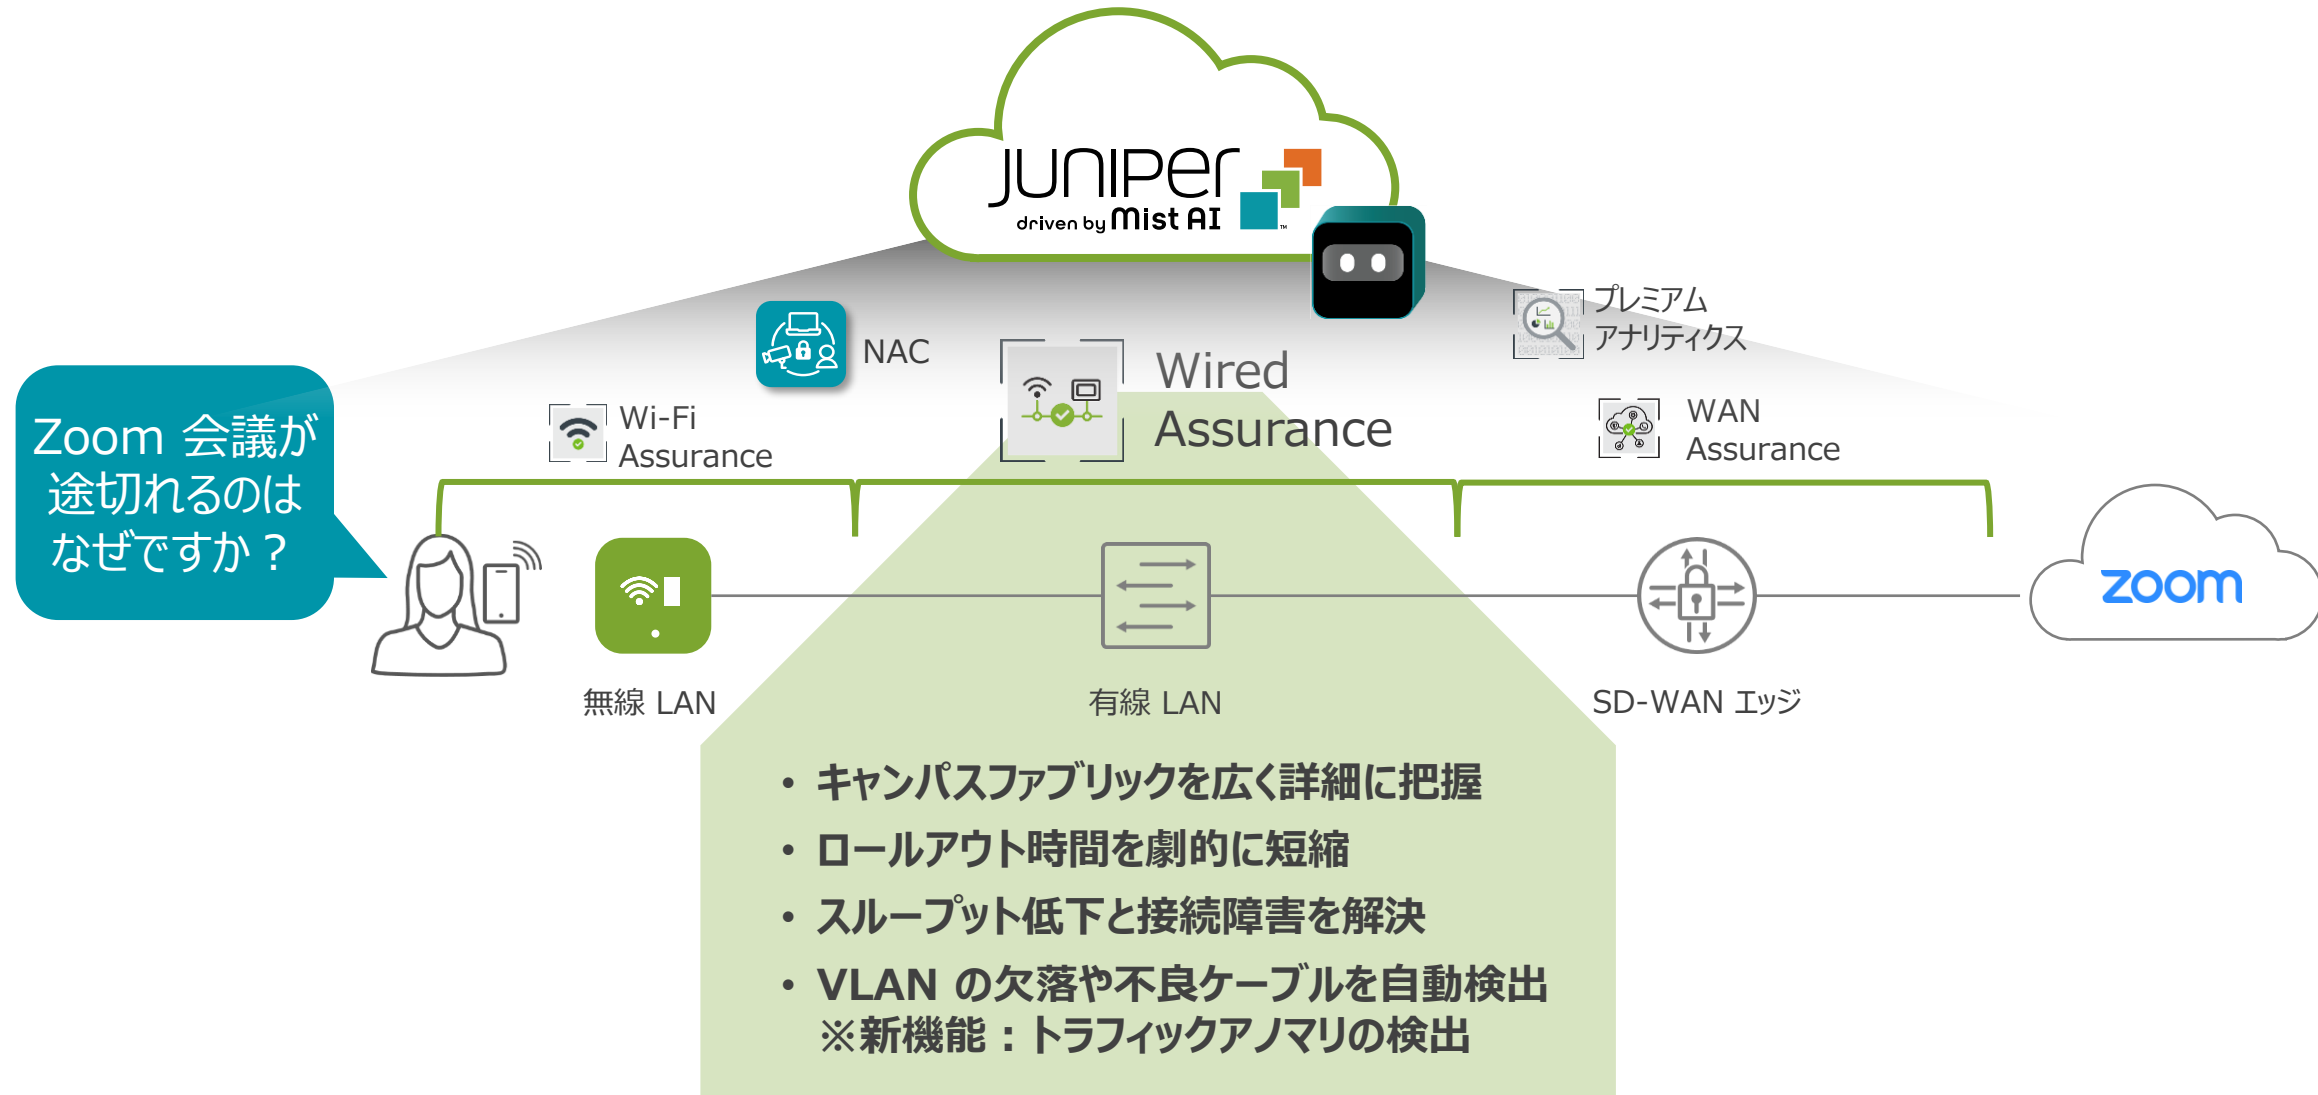 JUNIPer
driven by Mist AI
TM
プレミアム
アナリティクス
NAC
Wired
Assurance
Wi-Fi
Assurance
WAN
Assurance
Zoom 会議が
途切れるのは
なぜですか？
zoom
無線 LAN
有線 LAN
SD-WAN エッジ
• キャンパスファブリックを広く詳細に把握
• ロールアウト時間を劇的に短縮
• スループット低下と接続障害を解決
• VLAN の欠落や不良ケーブルを自動検出
※新機能：トラフィックアノマリの検出